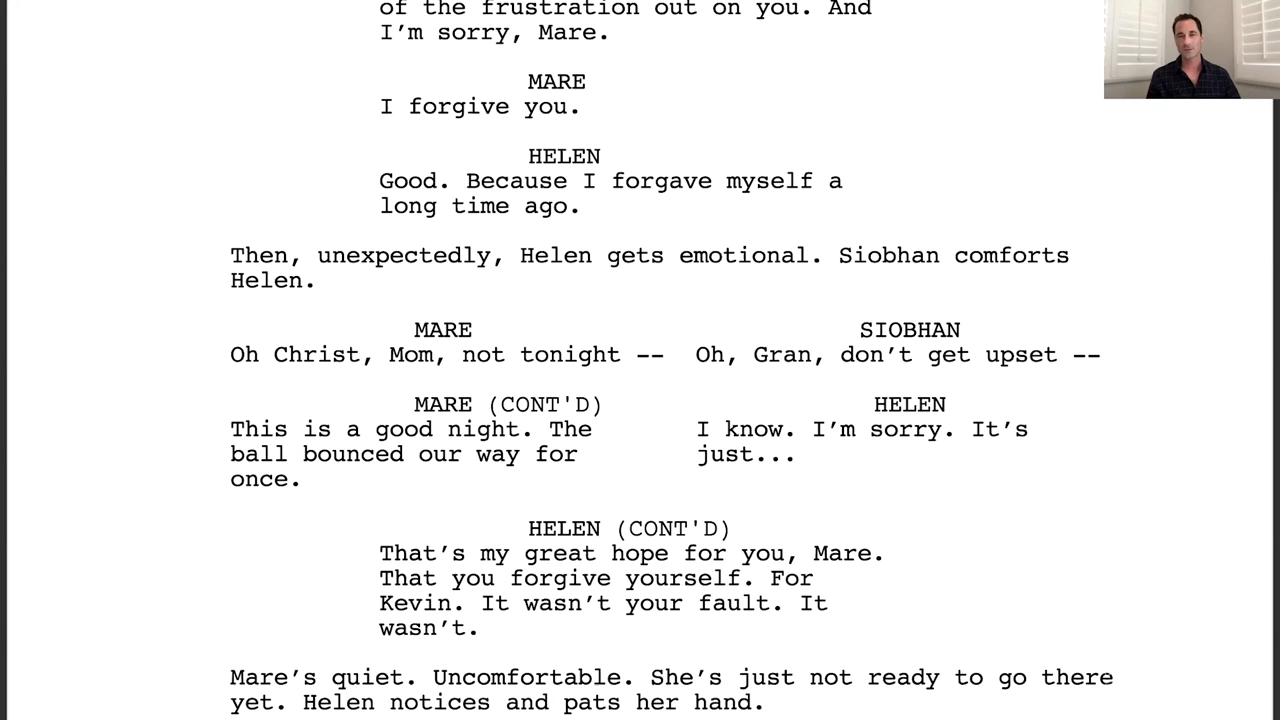 of the frustration out on you. And
I'm sorry, Mare.
MARE
I forgive you.
HELEN
Good. Because I forgave myself a
long time ago.
Then, unexpectedly, Helen gets emotional. Siobhan comforts
Helen.
MARE
Oh Christ, Mom, not tonight --
SIOBHAN
Oh, Gran, don't get upset --
MARE (CONT'D)
This is a good night. The
ball bounced our way for
once.
HELEN
I know. I'm sorry. It's
just...
HELEN (CONT'D)
That's my great hope for you, Mare.
That you forgive yourself. For
Kevin. It wasn't your fault. It
wasn't.
Mare's quiet. Uncomfortable. She's just not ready to go there
yet. Helen notices and pats her hand.